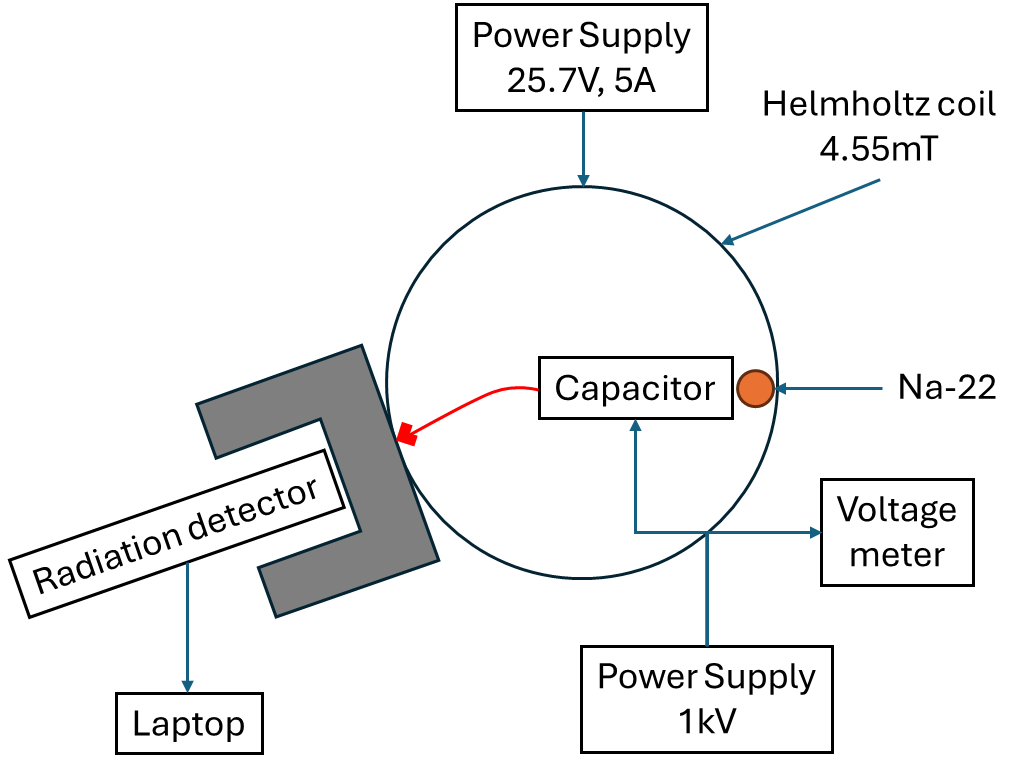 Power Supply
25.7V, 5A
Helmholtz coil
4.55mT
Capacitor
Na-22
Radiation detector
Voltage
meter
Power Supply
1kV
Laptop